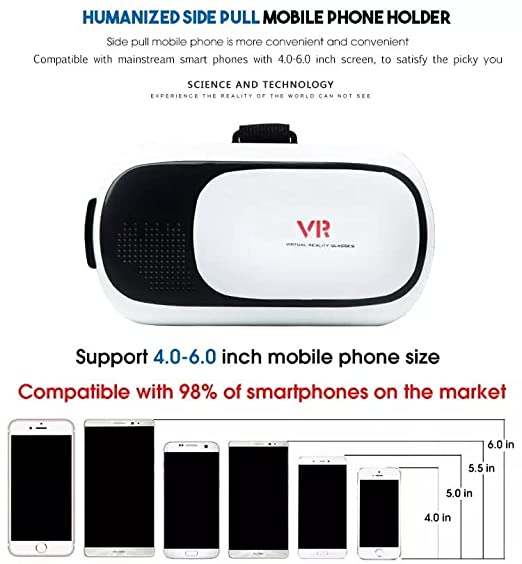 HUMANIZED SIDE PULL MOBILE PHONE HOLDER
Side pull mobile phone is more convenient and convenient
Compatible with mainstream smart phones with 4.0-6.0 inch screen, to satisfy the picky you
SCIENCE AND TECHNOLOGY
EXPERIENCE THE REALITY OF THE WORLD CAN NOT SEE
VR
VIRTUAL REALITY GLASSES
Support 4.0-6.0 inch mobile phone size
Compatible with 98% of smartphones on the market
6.0 in
5.5 in
5.0 in
4.0 in